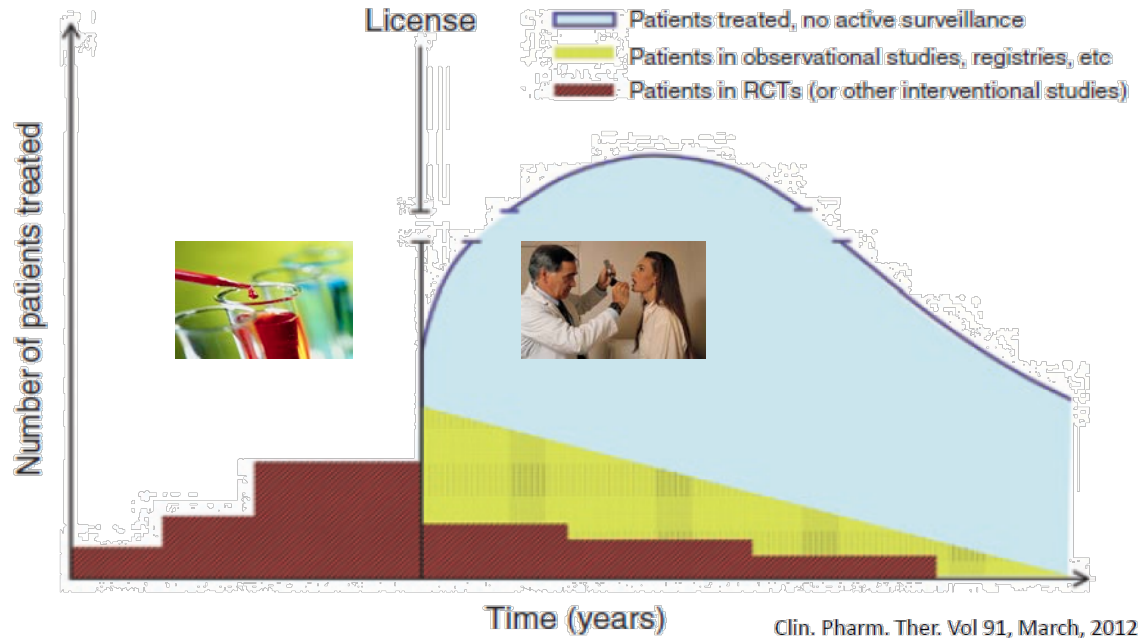 License
Patients treated, no active surveillance
Patients in observational studies, registries, etc
Patients in RCTs (or other interventional studies)
Number of patients treated
Time (years)
Clin. Pharm. Ther. Vol 91, March, 2012